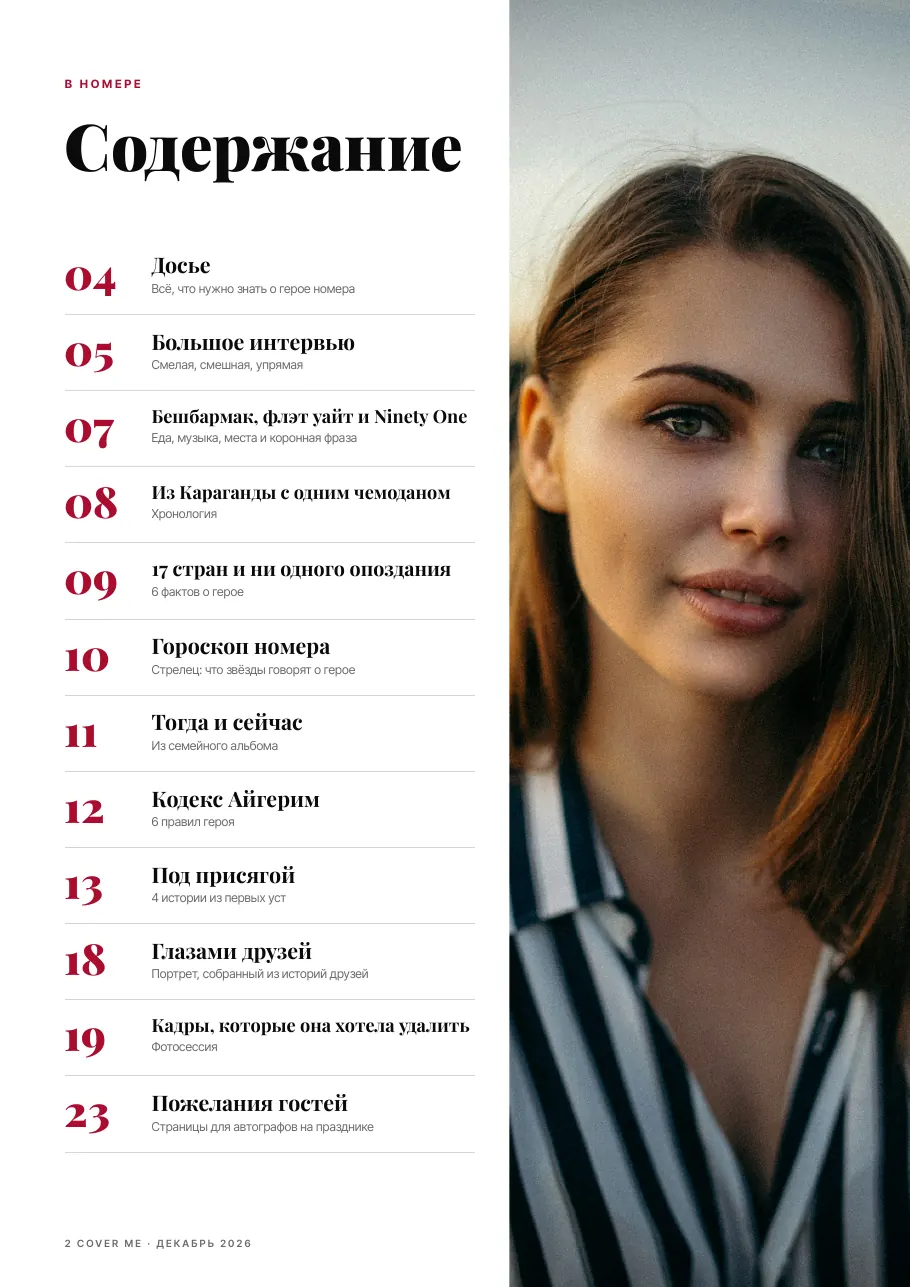 В НОМЕРЕ
Содержание
04
Досье
Всё, что нужно знать о герое номера
05
Большое интервью
Смелая, смешная, упрямая
07
Бешбармак, флэт уайт и Ninety One
Еда, музыка, места и коронная фраза
08
Из Караганды с одним чемоданом
Хронология
09
17 стран и ни одного опоздания
6 фактов о герое
10
Гороскоп номера
Стрелец: что звёзды говорят о герое
11
Тогда и сейчас
Из семейного альбома
12
Кодекс Айгерим
6 правил героя
13
Под присягой
4 истории из первых уст
18
Глазами друзей
Портрет, собранный из историй друзей
19
Кадры, которые она хотела удалить
Фотосессия
23
Пожелания гостей
Страницы для автографов на празднике
2 COVER ME · ДЕКАБРЬ 2026